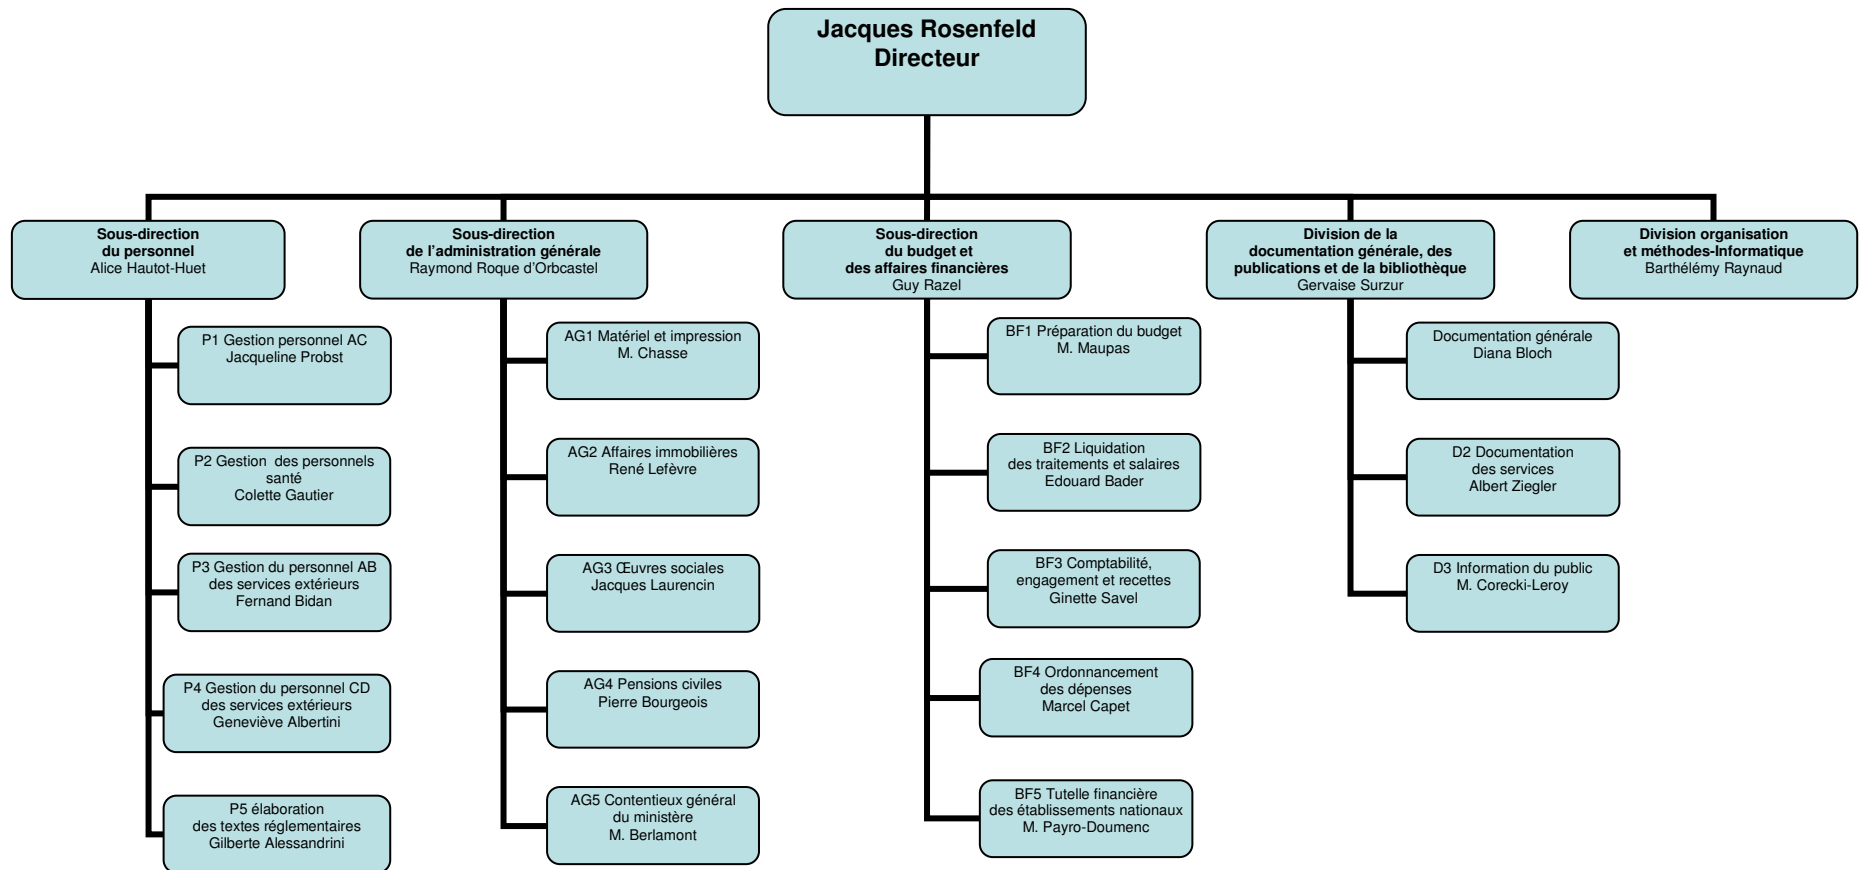 Jacques Rosenfeld
Directeur
Sous-direction
du personnel
Alice Hautot-Huet
Sous-direction
de l'administration générale
Raymond Roque d'Orbcastel
Sous-direction
du budget et
des affaires financières
Guy Razel
Division de la
documentation générale, des
publications et de la bibliothèque
Gervaise Surzur
Division organisation
et méthodes-Informatique
Barthélémy Raynaud
P1 Gestion personnel AC
Jacqueline Probst
P2 Gestion des personnels
santé
Colette Gautier
P3 Gestion du personnel AB
des services extérieurs
Fernand Bidan
P4 Gestion du personnel CD
des services extérieurs
Geneviève Albertini
P5 élaboration
des textes réglementaires
Gilberte Alessandrini
AG1 Matériel et impression
M. Chasse
AG2 Affaires immobilières
René Lefèvre
AG3 Œuvres sociales
Jacques Laurencin
AG4 Pensions civiles
Pierre Bourgeois
AG5 Contentieux général
du ministère
M. Berlamont
BF1 Préparation du budget
M. Maupas
BF2 Liquidation
des traitements et salaires
Edouard Bader
BF3 Comptabilité,
engagement et recettes
Ginette Savel
BF4 Ordonnancement
des dépenses
Marcel Capet
BF5 Tutelle financière
des établissements nationaux
M. Payro-Doumenc
Documentation générale
Diana Bloch
D2 Documentation
des services
Albert Ziegler
D3 Information du public
M. Corecki-Leroy